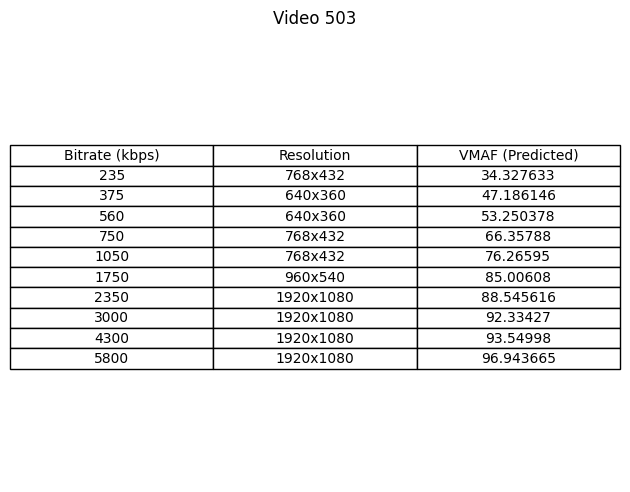 Video 503
Bitrate (kbps) Resolution VMAF (Predicted)
235 768x432 34.327633
375 640x360 47.186146
560 640x360 53.250378
750 768x432 66.35788
1050 768x432 76.26595
1750 960x540 85.00608
2350 1920x1080 88.545616
3000 1920x1080 92.33427
4300 1920x1080 93.54998
5800 1920x1080 96.943665